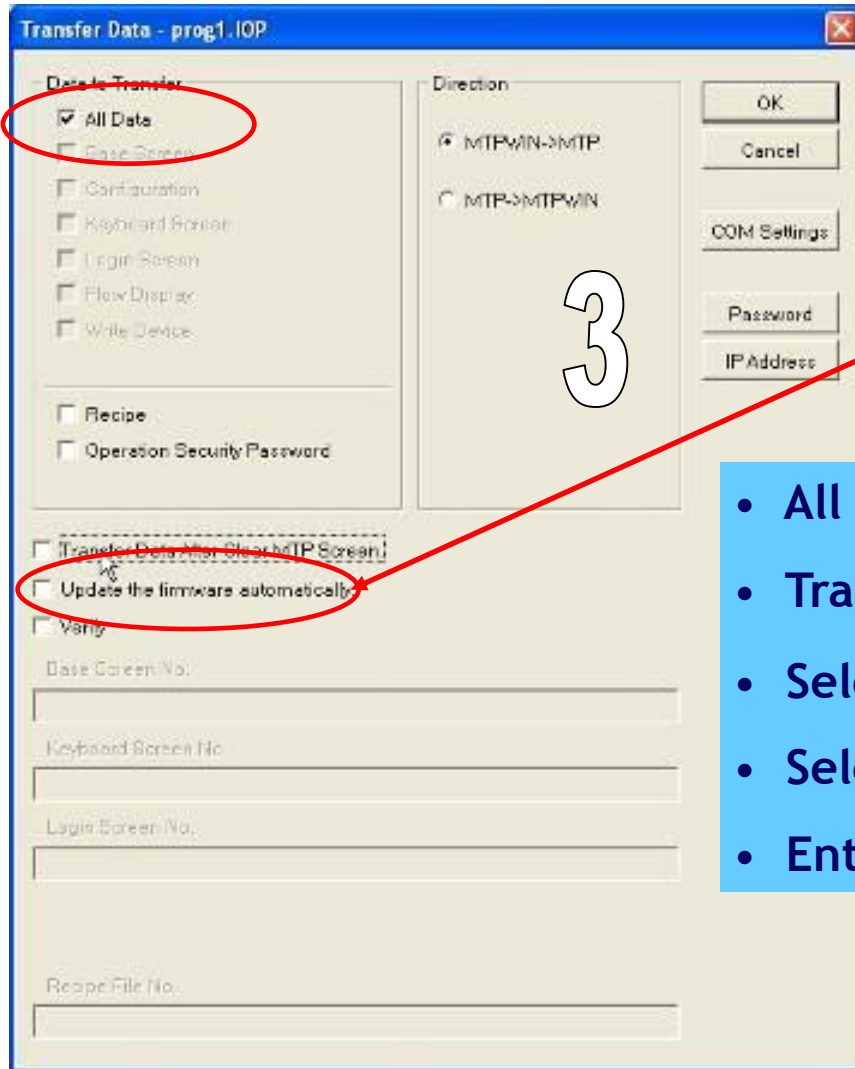 Transfer Data - prog1.IOP
Data to Transfer
All Data
Base Screen
Configuration
Keyboard Screen
Login Screen
Flow Display
Write Device
Recipe
Operation Security Password
Direction
MTPWIN->MTP
MTP->MTPWIN
3
OK
Cancel
COM Settings
Password
IP Address
Transfer Data After Clear MTP Screen
Update the firmware automatically
Verify
Base Screen No.
Keyboard Screen No
Login Screen No.
Recipe File No.
• All
• Tra
• Sel
• Sel
• Ent